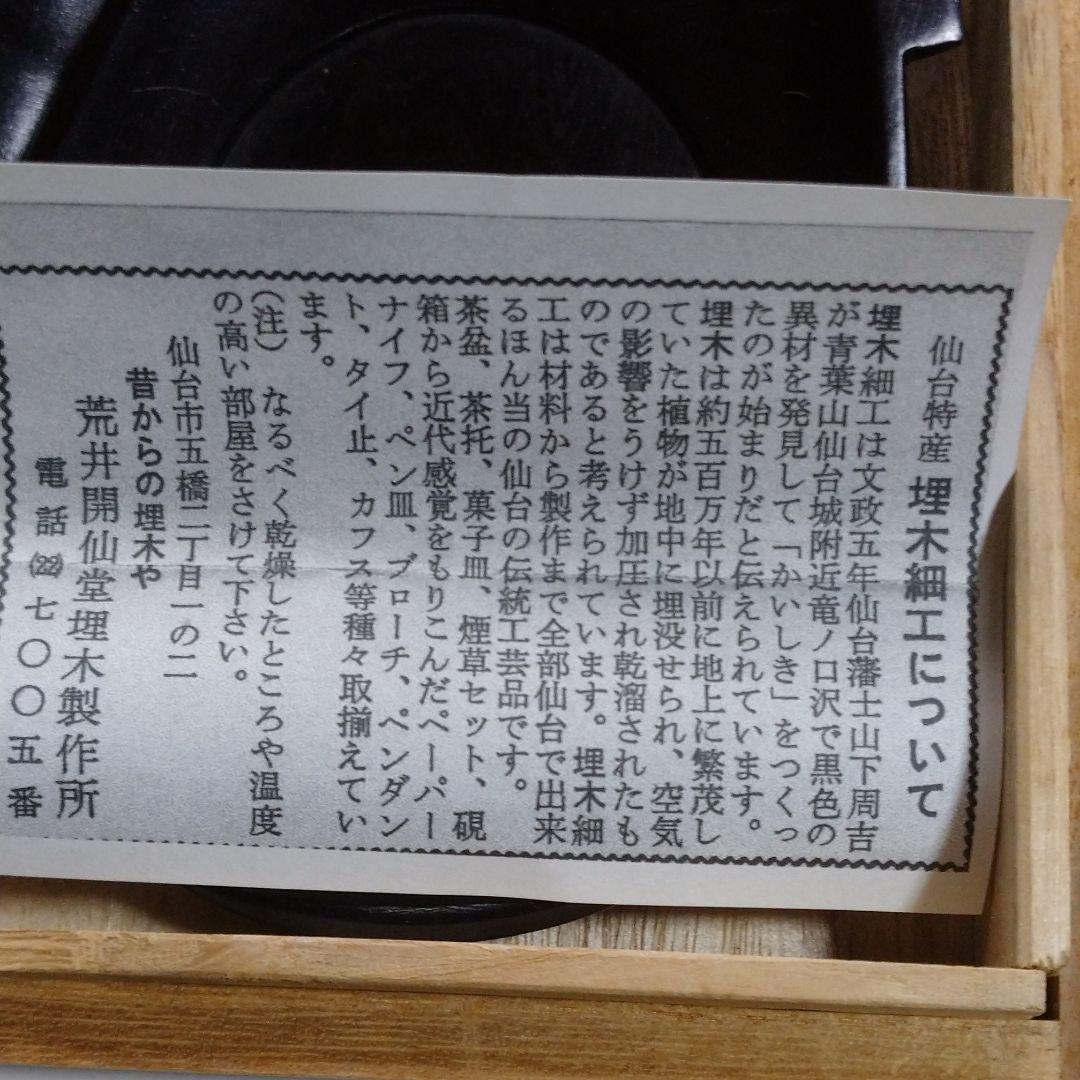 仙台特産 埋木細工について
埋木細工は文政五年仙台藩士山下周吉
が青葉山仙台城附近竜ノ口沢で黒色の
異材を発見して「かいしき」をつくっ
たのが始まりだと伝えられています。
埋木は約五百万年以前に地上に繁茂し
ていた植物が地中に埋没せられ、空気
の影響をうけず加圧され乾溜されたも
のであると考えられています。埋木細
工は材料から製作まで全部仙台で出来
るほん当の仙台の伝統工芸品です。
茶盆、茶托、菓子皿、煙草セット、硯
箱から近代感覚をもりこんだペーパー
ナイフ、ペン皿、ブローチ、ペンダン
ト、タイ止、カフス等種々取揃えてい
ます。
(注) なるべく乾燥したところや温度
の高い部屋をさけて下さい。
仙台市五橋二丁目一の二
昔からの埋木や
荒井開仙堂埋木製作所
電話(22)七〇〇五番